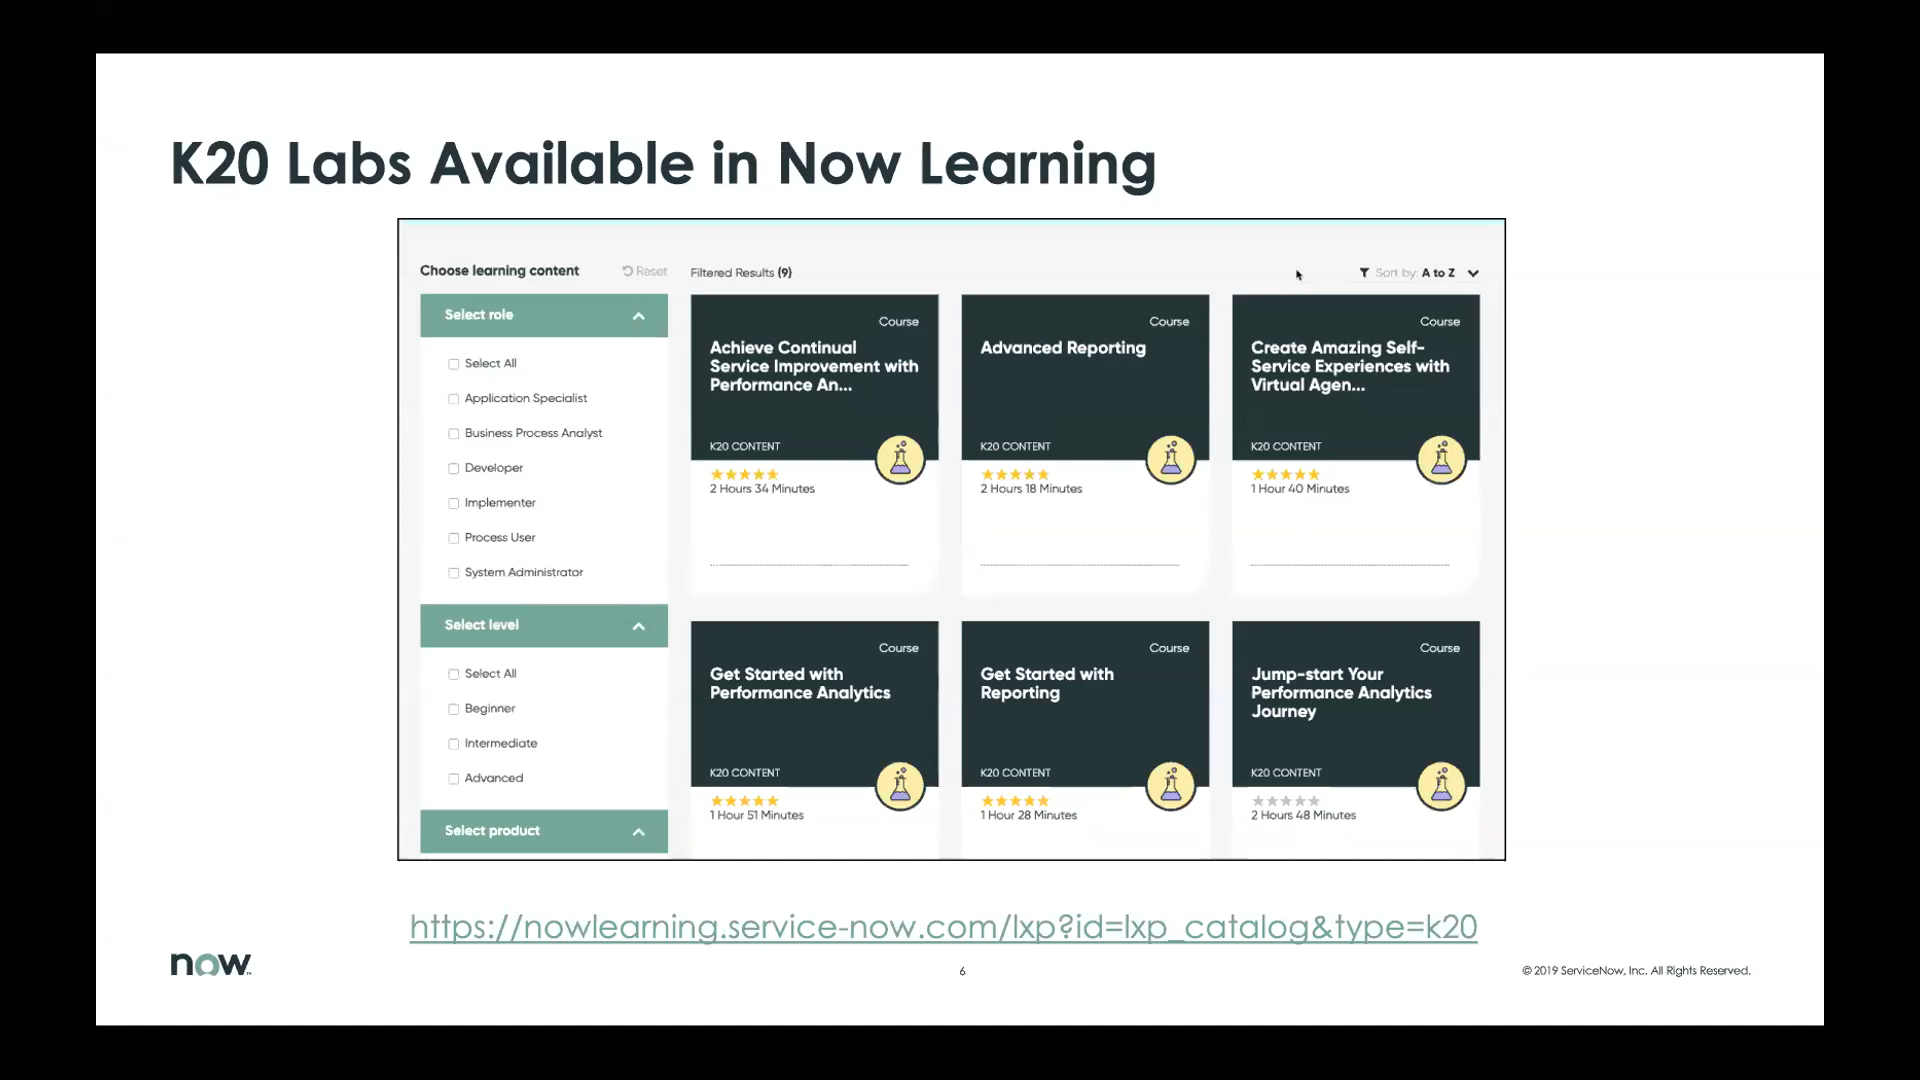 K20 Labs Available in Now Learning
Choose learning content
Reset
Filtered Results (9)
Sort by: A to Z
Select role
Select All
Application Specialist
Business Process Analyst
Developer
Implementer
Process User
System Administrator
Select level
Select All
Beginner
Intermediate
Advanced
Select product
Course
Achieve Continual
Service Improvement with
Performance An...
K20 CONTENT
2 Hours 34 Minutes
Course
Advanced Reporting
K20 CONTENT
2 Hours 18 Minutes
Course
Create Amazing Self-
Service Experiences with
Virtual Agen...
K20 CONTENT
1 Hour 40 Minutes
Course
Get Started with
Performance Analytics
K20 CONTENT
1 Hour 51 Minutes
Course
Get Started with
Reporting
K20 CONTENT
1 Hour 28 Minutes
Course
Jump-start Your
Performance Analytics
Journey
K20 CONTENT
2 Hours 48 Minutes
https://nowlearning.service-now.com/lxp?id=lxp_catalog&type=k20
now
6
© 2019 ServiceNow, Inc. All Rights Reserved.